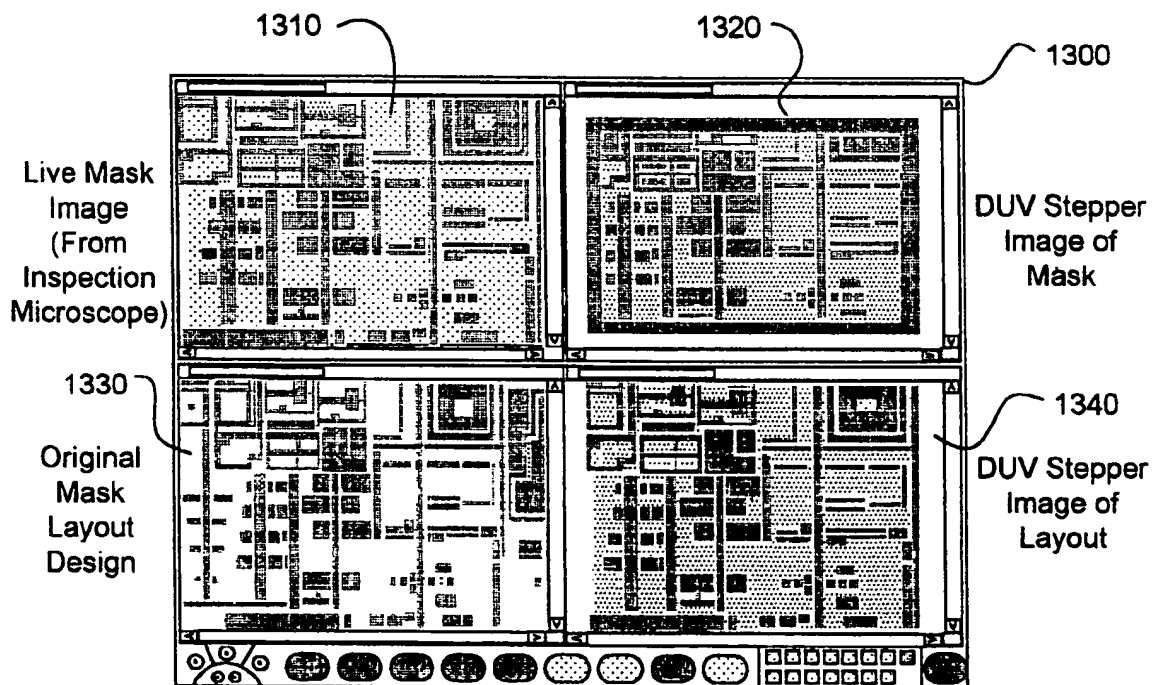 1310
1320
1300
Live Mask
Image
(From
Inspection
Microscope)
DUV Stepper
Image of
Mask
1330
1340
Original
Mask
Layout
Design
DUV Stepper
Image of
Layout